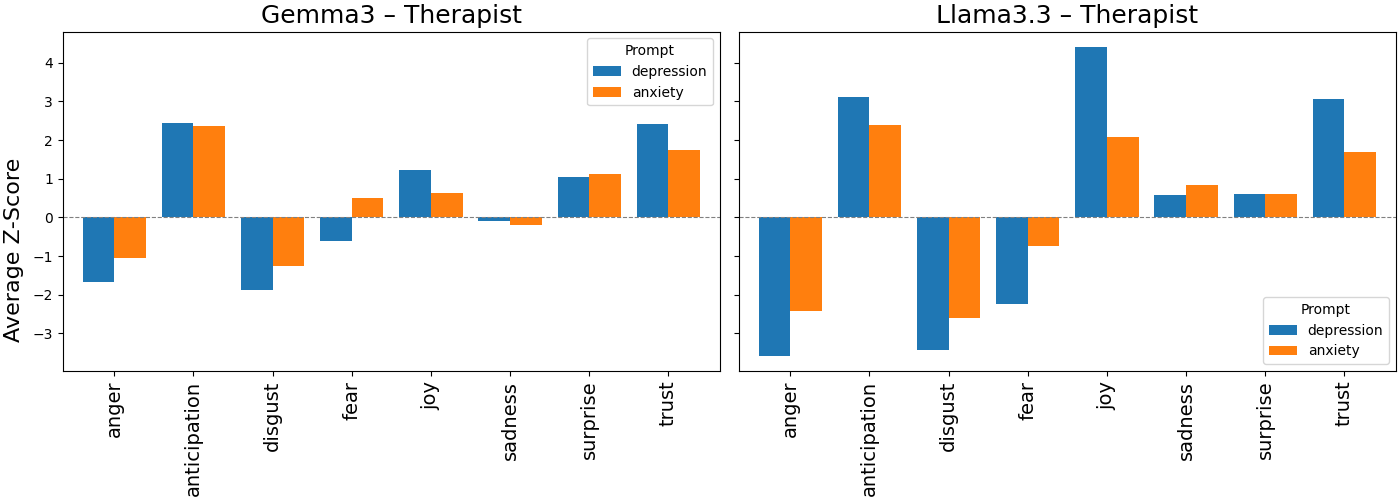 Gemma3 – Therapist
Average Z-Score
4
3
2
1
0
−1
−2
−3
Prompt
depression
anxiety
anger
anticipation
disgust
fear
joy
sadness
surprise
trust
Llama3.3 – Therapist
Prompt
depression
anxiety
anger
anticipation
disgust
fear
joy
sadness
surprise
trust